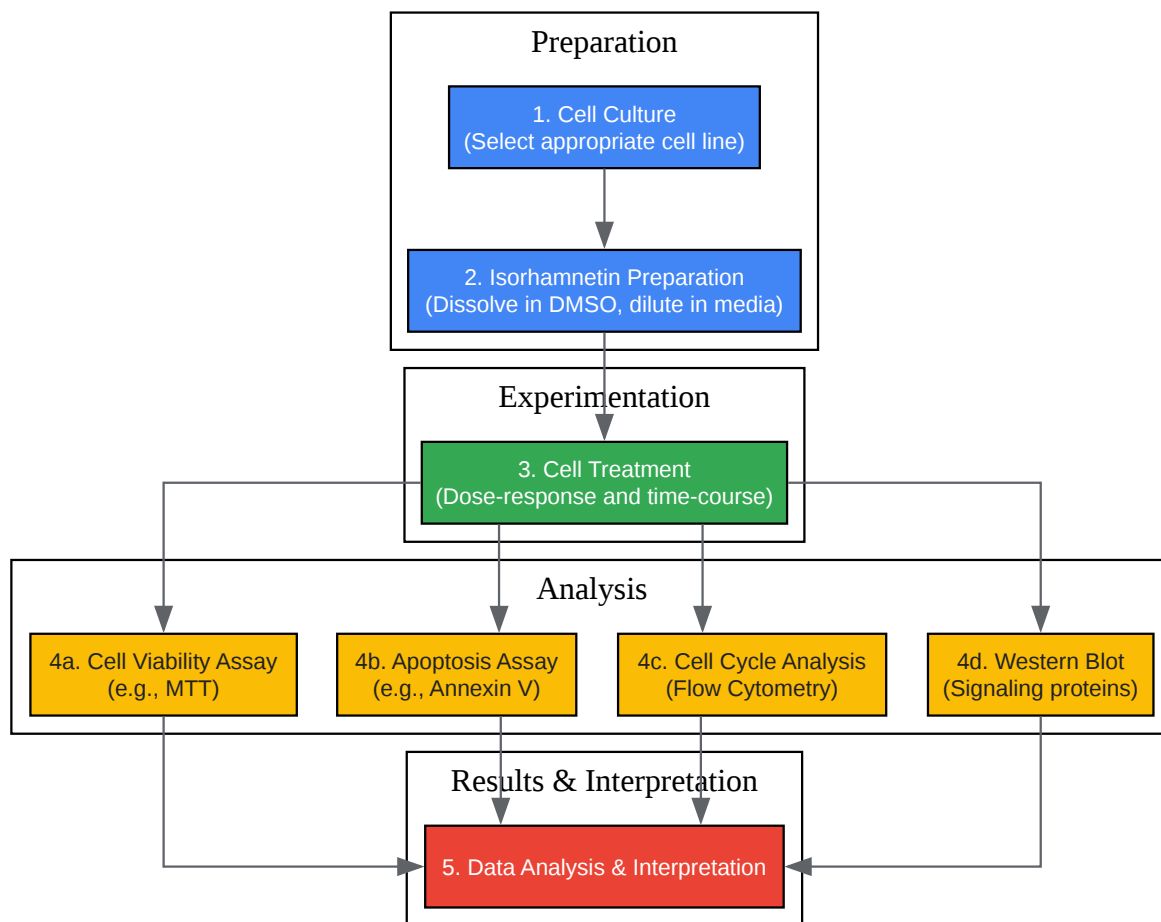 Preparation
1. Cell Culture
(Select appropriate cell line)
2. Isorhamnetin Preparation
(Dissolve in DMSO, dilute in media)
Experimentation
3. Cell Treatment
(Dose-response and time-course)
Analysis
4a. Cell Viability Assay
(e.g., MTT)
4b. Apoptosis Assay
(e.g., Annexin V)
4c. Cell Cycle Analysis
(Flow Cytometry)
4d. Western Blot
(Signaling proteins)
Results & Interpretation
5. Data Analysis & Interpretation